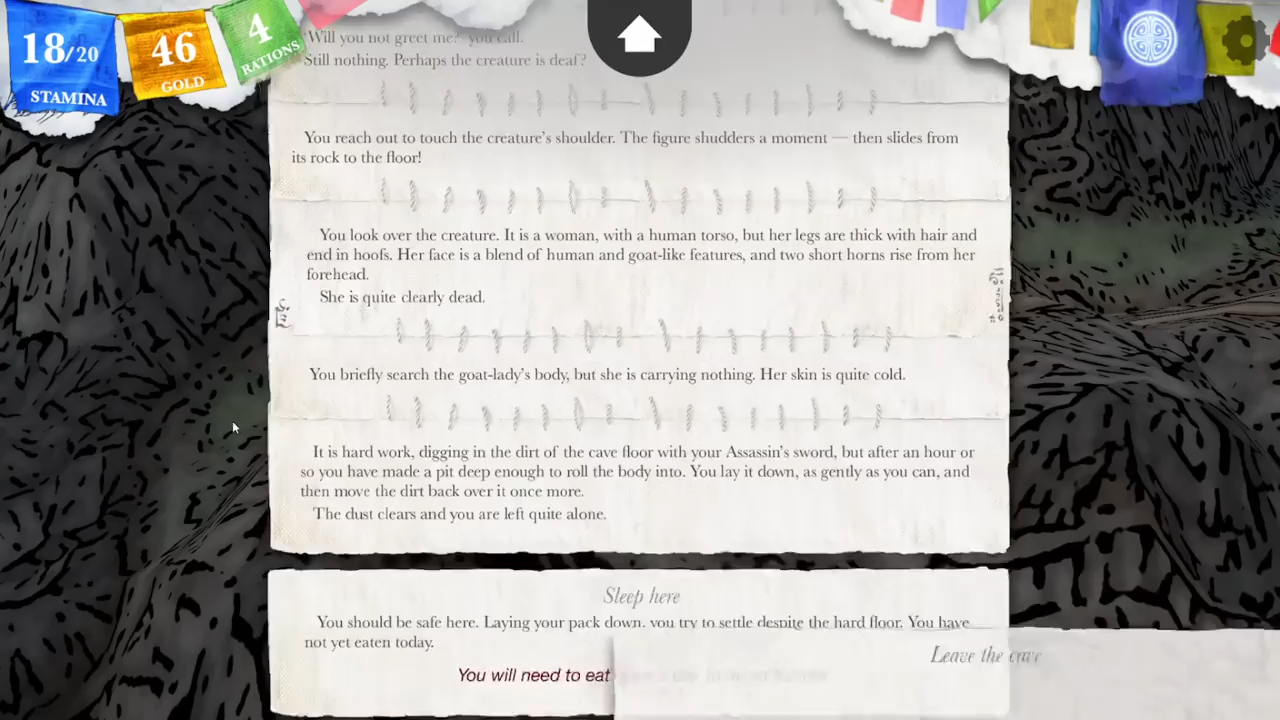 18/20
STAMINA
46
GOLD
4
RATIONS
'Will you not greet me?' you call.
Still nothing. Perhaps the creature is deaf?
You reach out to touch the creature's shoulder. The figure shudders a moment — then slides from
its rock to the floor!
You look over the creature. It is a woman, with a human torso, but her legs are thick with hair and
end in hoofs. Her face is a blend of human and goat-like features, and two short horns rise from her
forehead.
She is quite clearly dead.
You briefly search the goat-lady's body, but she is carrying nothing. Her skin is quite cold.
It is hard work, digging in the dirt of the cave floor with your Assassin's sword, but after an hour or
so you have made a pit deep enough to roll the body into. You lay it down, as gently as you can, and
then move the dirt back over it once more.
The dust clears and you are left quite alone.
Sleep here
You should be safe here. Laying your pack down, you try to settle despite the hard floor. You have
not yet eaten today.
Leave the cave
You will need to eat